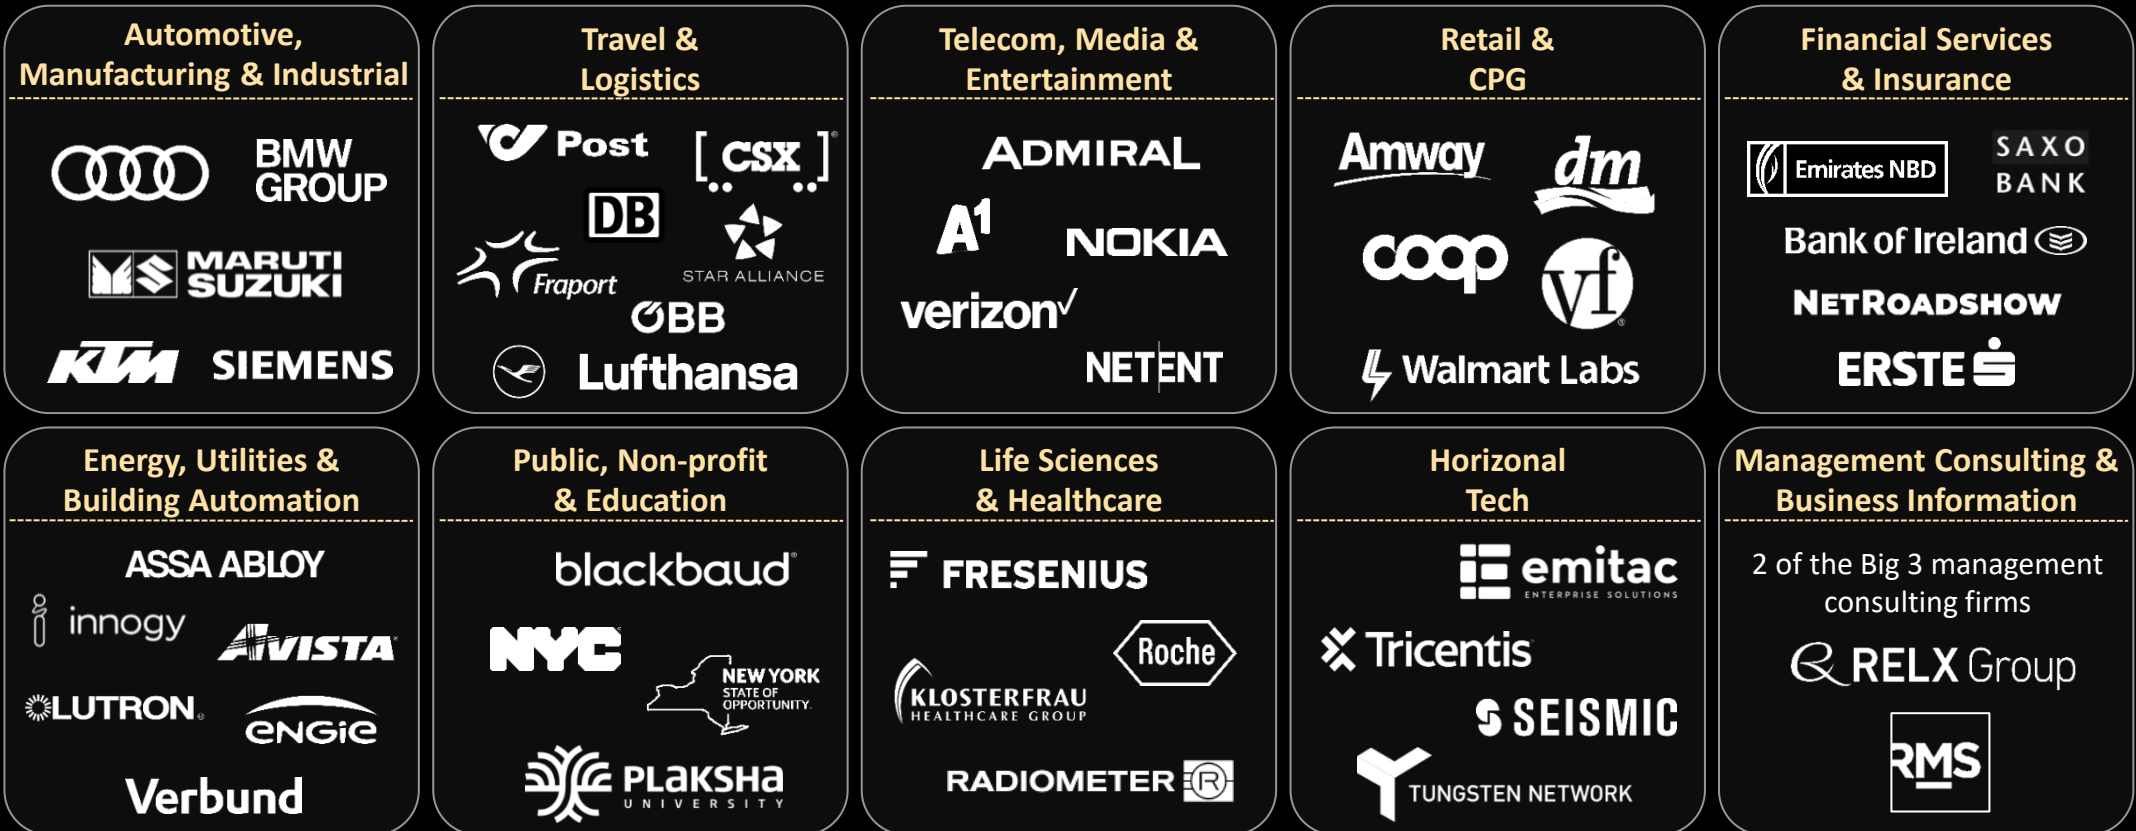 Automotive,
Manufacturing & Industrial
BMW
GROUP
MARUTI
SUZUKI
KTM
SIEMENS
Travel &
Logistics
Post
[CSX]®
DB
Fraport
STAR ALLIANCE
ÖBB
Lufthansa
Telecom, Media &
Entertainment
ADMIRAL
A1
NOKIA
verizon✓
NETENT
Retail &
CPG
Amway
dm
coop
vf®
Walmart Labs
Financial Services
& Insurance
Emirates NBD
SAXO
BANK
Bank of Ireland
NETROADSHOW
ERSTE
Energy, Utilities &
Building Automation
ASSA ABLOY
innogy
AVISTA
LUTRON®
ENGIE
Verbund
Public, Non-profit
& Education
blackbaud®
NYC
NEW YORK
STATE OF
OPPORTUNITY.
PLAKSHA
UNIVERSITY
Life Sciences
& Healthcare
FRESENIUS
Roche
KLOSTERFRAU
HEALTHCARE GROUP
RADIOMETER R
Horizonal
Tech
emitac
ENTERPRISE SOLUTIONS
Tricentis
SEISMIC
TUNGSTEN NETWORK
Management Consulting &
Business Information
2 of the Big 3 management
consulting firms
RELX Group
RMS